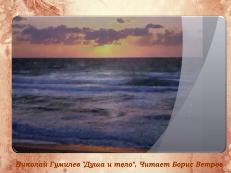 Николай Гумилев "Душа и тело". Читает Борис Ветров